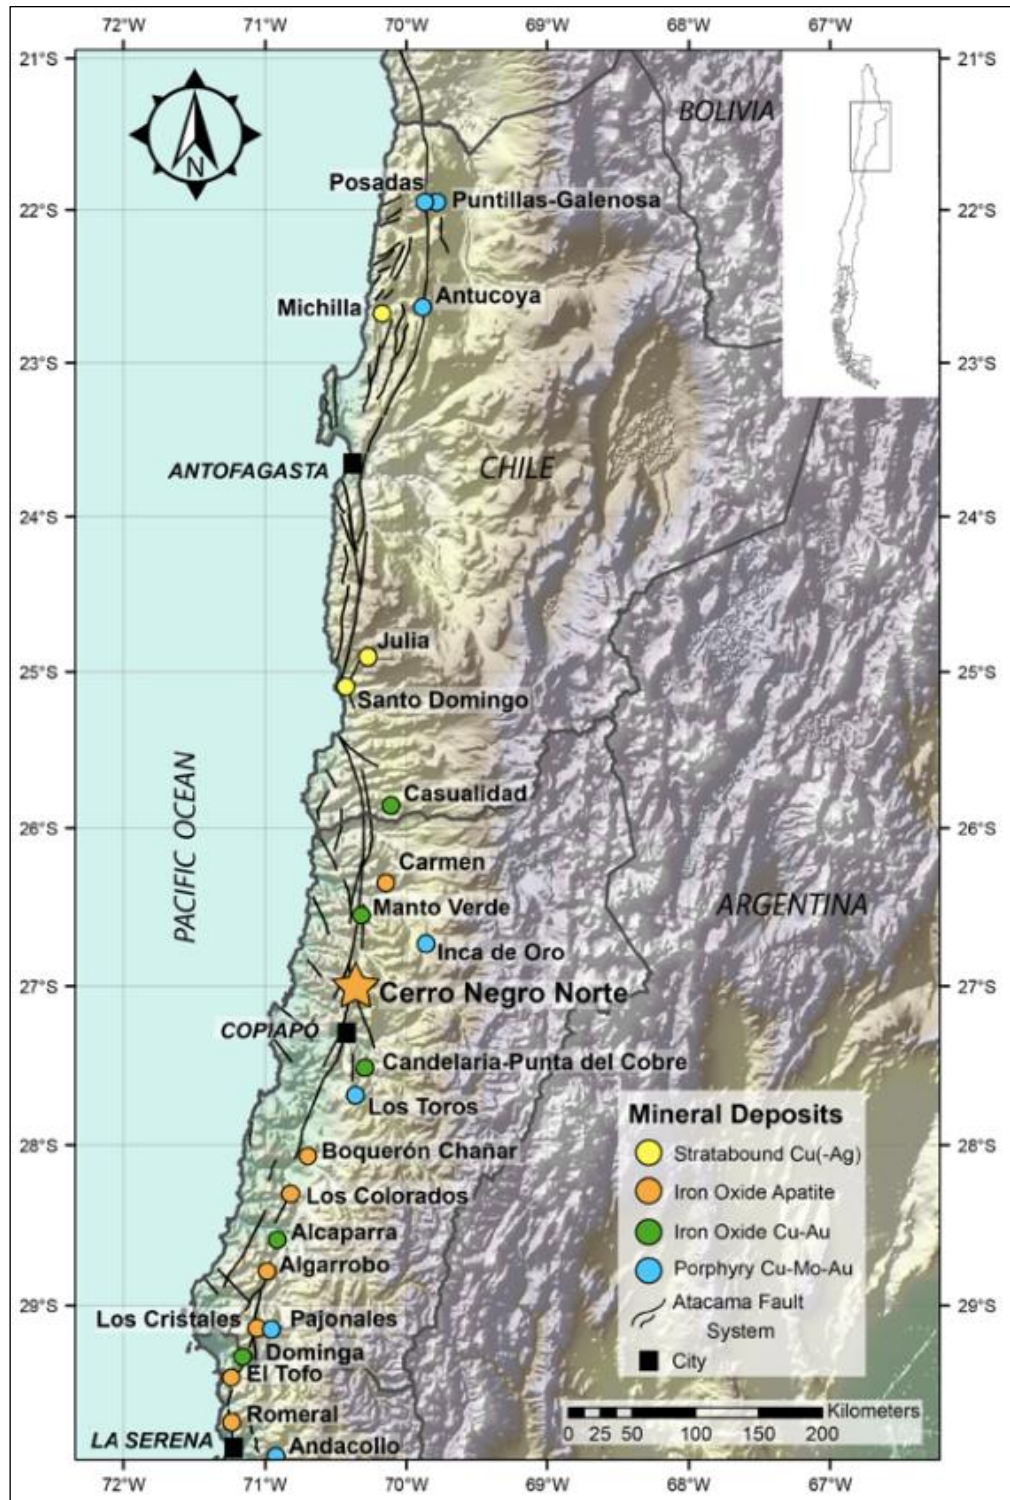 72°W 71°W 70°W 69°W 68°W 67°W
21°S 21°S
BOLIVIA
N
Posadas
Puntillas-Galenosa
22°S 22°S
Antucoya
Michilla
23°S 23°S
ANTOFAGASTA
CHILE
24°S 24°S
Julia
25°S 25°S
Santo Domingo
PACIFIC OCEAN
Casualidad
26°S 26°S
Carmen
Manto Verde
ARGENTINA
Inca de Oro
27°S 27°S
Cerro Negro Norte
COPIAPÓ
Candelaria-Punta del Cobre
Los Toros
Mineral Deposits
28°S 28°S
Boquerón Chañar
Stratabound Cu(-Ag)
Los Colorados
Iron Oxide Apatite
Alcaparra
Iron Oxide Cu-Au
Algarrobo
Porphyry Cu-Mo-Au
29°S 29°S
Los Cristales
Pajonales
Atacama Fault
System
Dominga
El Tofo
City
Romeral
Kilometers
0 25 50 100 150 200
LA SERENA
Andacollo
72°W 71°W 70°W 69°W 68°W 67°W